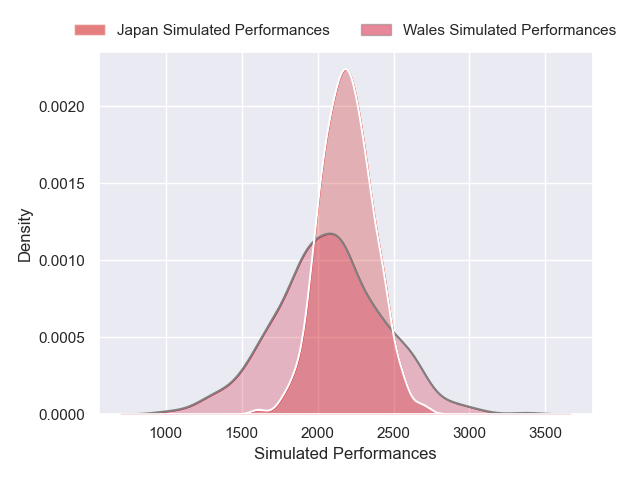 Japan Simulated Performances
Wales Simulated Performances
0.0020
0.0015
0.0010
0.0005
0.0000
Density
1000
1500
2000
2500
3000
3500
Simulated Performances